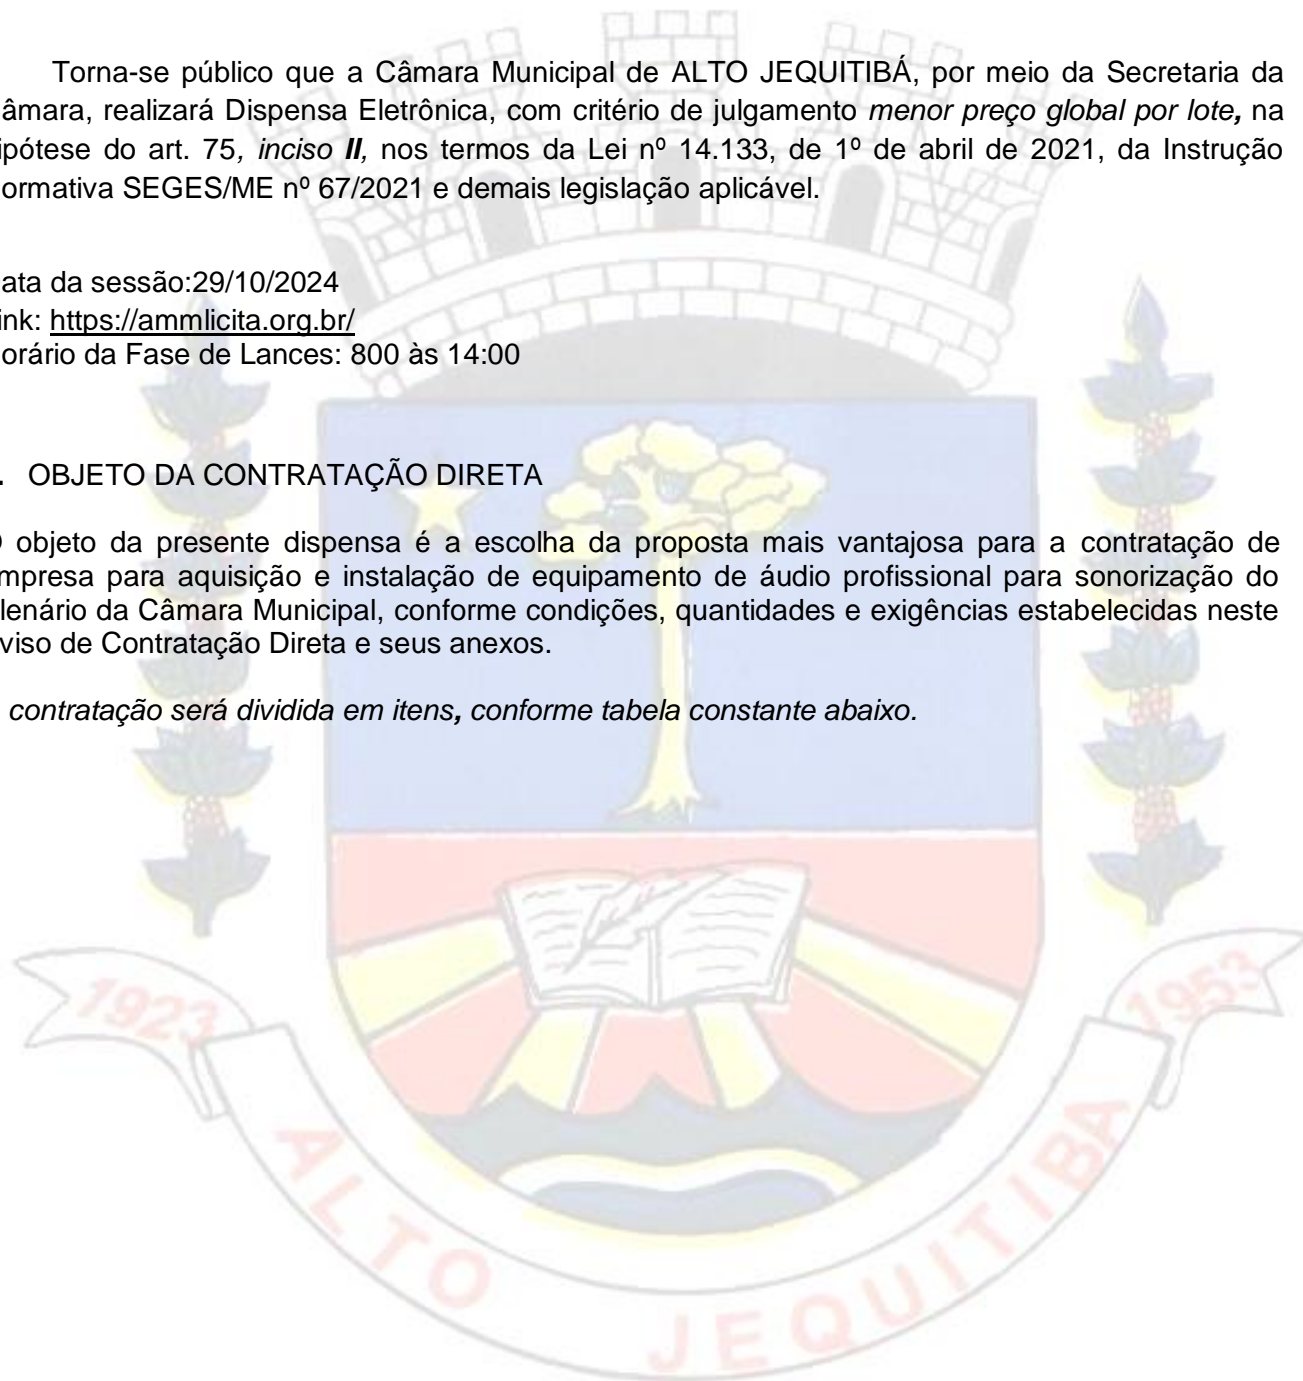 Torna-se público que a Câmara Municipal de ALTO JEQUITIBÁ, por meio da Secretaria da
âmara, realizará Dispensa Eletrônica, com critério de julgamento menor preço global por lote, na
ipótese do art. 75, inciso II, nos termos da Lei nº 14.133, de 1º de abril de 2021, da Instrução
ormativa SEGES/ME nº 67/2021 e demais legislação aplicável.
ata da sessão:29/10/2024
ink: https://ammlicita.org.br/
orário da Fase de Lances: 800 às 14:00
. OBJETO DA CONTRATAÇÃO DIRETA
objeto da presente dispensa é a escolha da proposta mais vantajosa para a contratação de
mpresa para aquisição e instalação de equipamento de áudio profissional para sonorização do
lenário da Câmara Municipal, conforme condições, quantidades e exigências estabelecidas neste
viso de Contratação Direta e seus anexos.
contratação será dividida em itens, conforme tabela constante abaixo.
1923
1953
ALTO JEQUITIBÁ